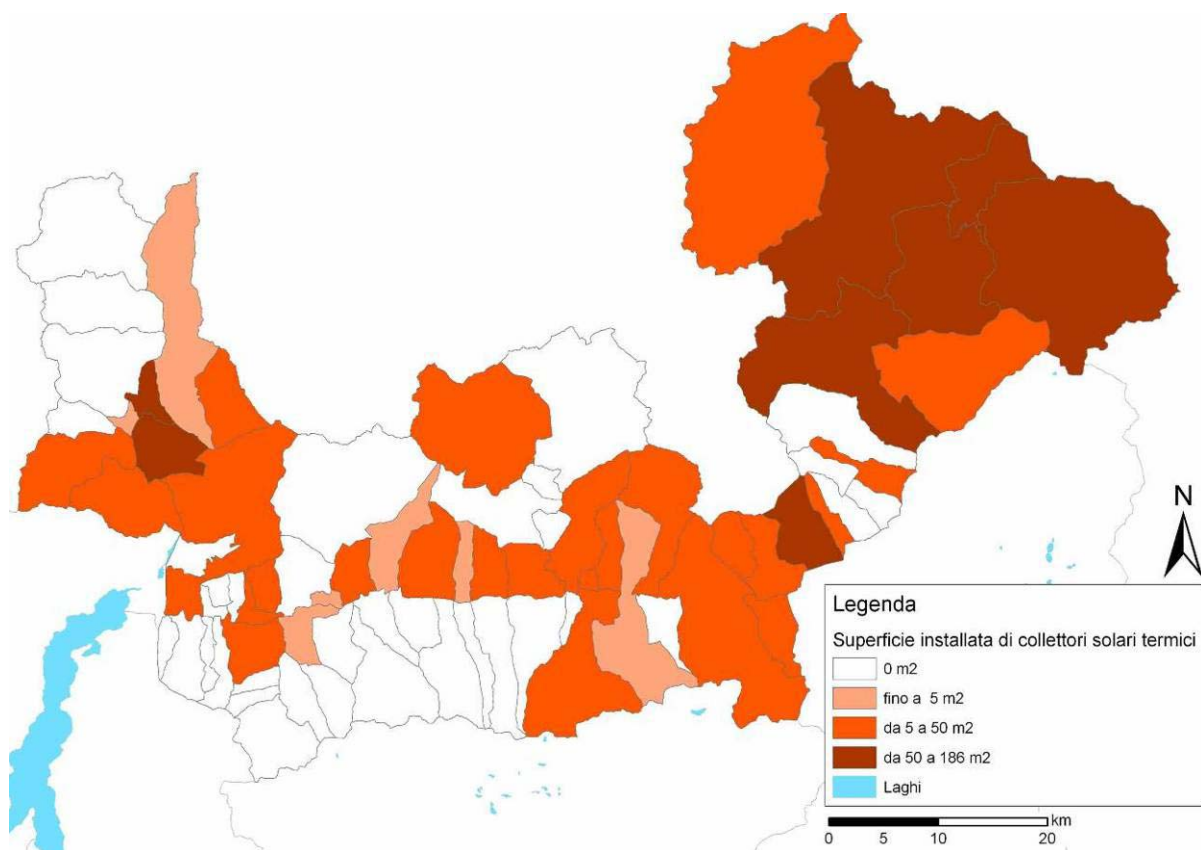 N
Legenda
Superficie installata di collettori solari termici
0 m2
fino a 5 m2
da 5 a 50 m2
da 50 a 186 m2
Laghi
km
0 5 10 20